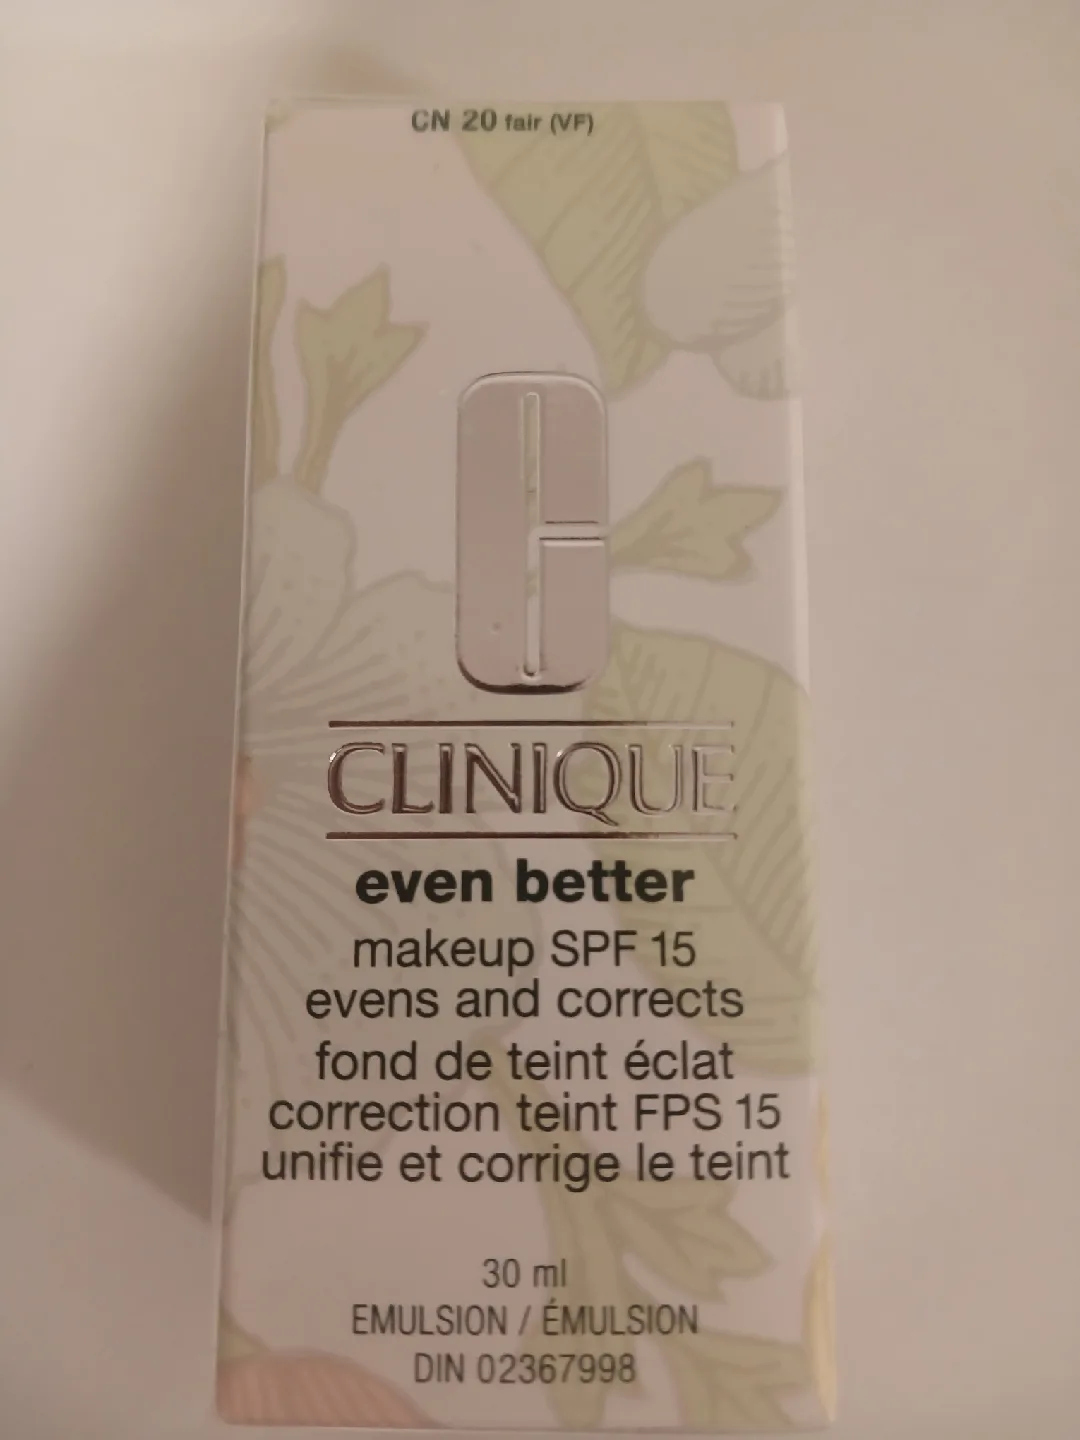 CN 20 fair (VF)
CLINIQUE
even better
makeup SPF 15
evens and corrects
fond de teint éclat
correction teint FPS 15
unifie et corrige le teint
30 ml
EMULSION / ÉMULSION
DIN 02367998